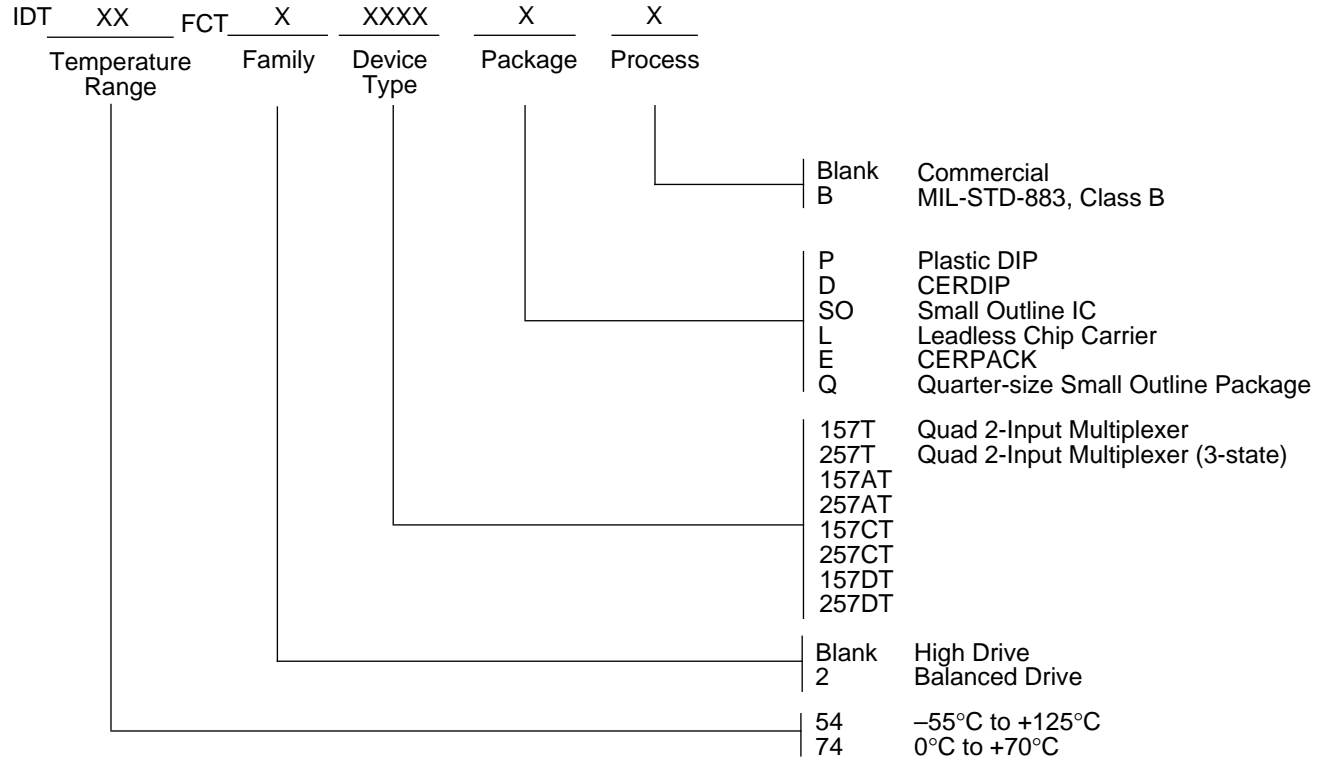 IDT XX FCT X XXXX X X
Temperature Range Family Device Type Package Process
Blank Commercial
B MIL-STD-883, Class B
P Plastic DIP
D CERDIP
SO Small Outline IC
L Leadless Chip Carrier
E CERPACK
Q Quarter-size Small Outline Package
157T Quad 2-Input Multiplexer
257T Quad 2-Input Multiplexer (3-state)
157AT
257AT
157CT
257CT
157DT
257DT
Blank High Drive
2 Balanced Drive
54 –55°C to +125°C
74 0°C to +70°C